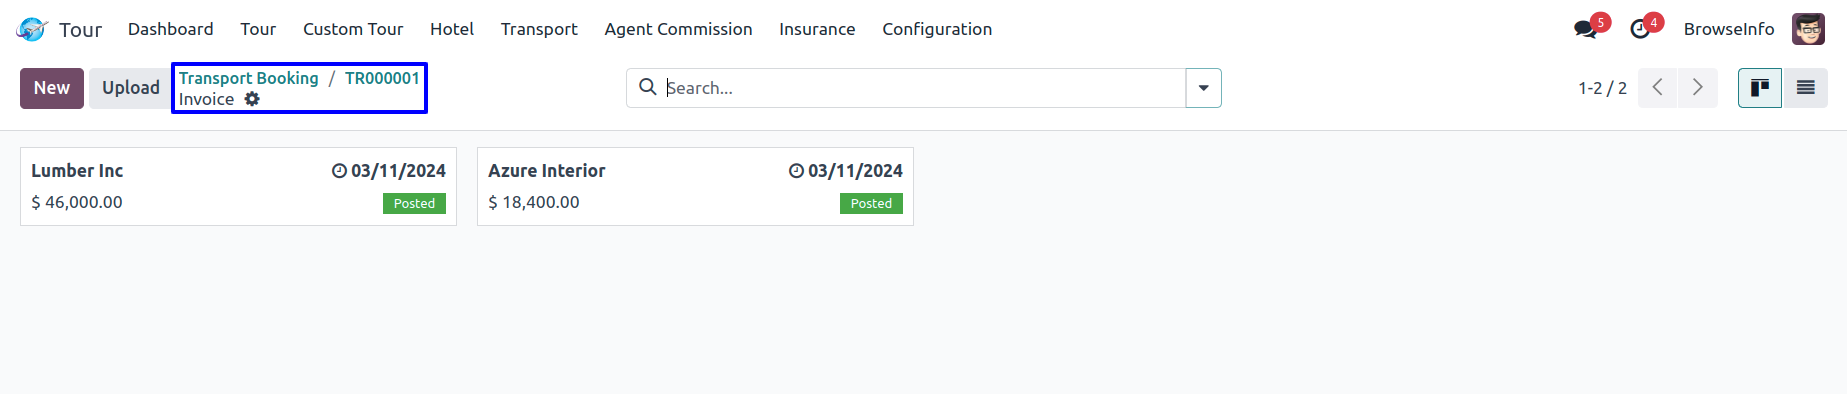 Tour Dashboard Tour Custom Tour Hotel Transport Agent Commission Insurance Configuration 5 4 BrowseInfo
New Upload Transport Booking / TR000001 Search... 1-2 / 2
Invoice
Lumber Inc 03/11/2024 Azure Interior 03/11/2024
$ 46,000.00 Posted $ 18,400.00 Posted